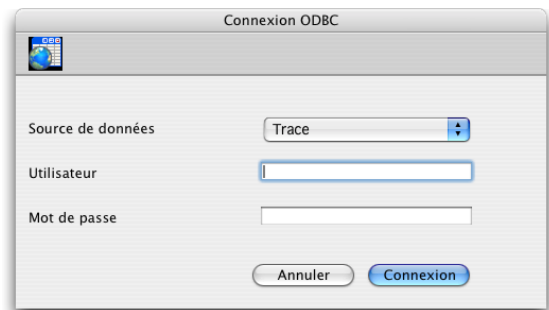 Connexion ODBC
Source de données
Trace
Utilisateur
Mot de passe
Annuler
Connexion